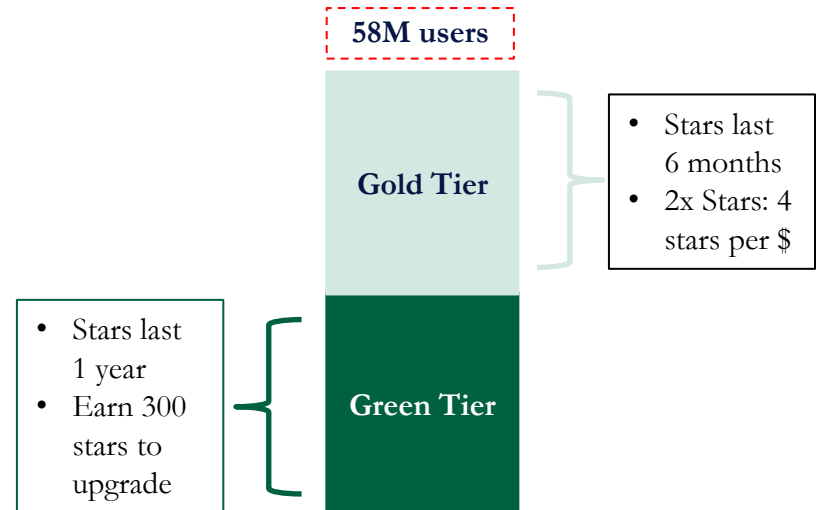 58M users
Gold Tier
• Stars last
6 months
• 2x Stars: 4
stars per $
• Stars last
1 year
• Earn 300
stars to
upgrade
Green Tier